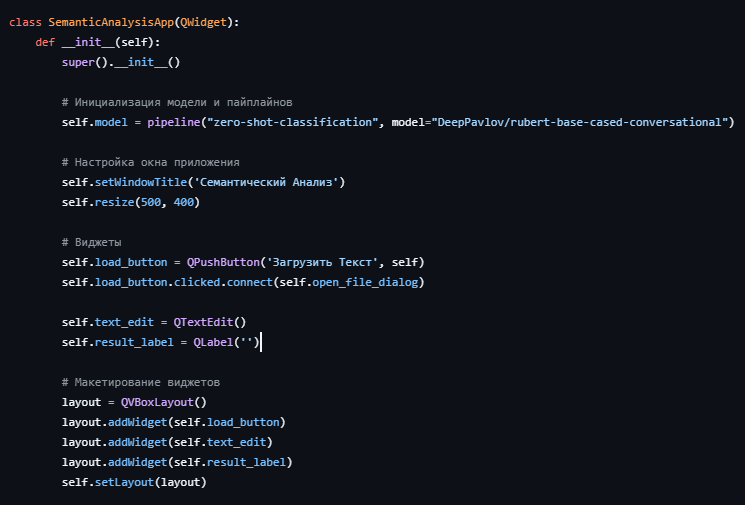 class SemanticAnalysisApp(QWidget):
    def __init__(self):
        super().__init__()

        # Инициализация модели и пайплайнов
        self.model = pipeline("zero-shot-classification", model="DeepPavlov/rubert-base-cased-conversational")

        # Настройка окна приложения
        self.setWindowTitle('Семантический Анализ')
        self.resize(500, 400)

        # Виджеты
        self.load_button = QPushButton('Загрузить Текст', self)
        self.load_button.clicked.connect(self.open_file_dialog)

        self.text_edit = QTextEdit()
        self.result_label = QLabel('')

        # Макетирование виджетов
        layout = QVBoxLayout()
        layout.addWidget(self.load_button)
        layout.addWidget(self.text_edit)
        layout.addWidget(self.result_label)
        self.setLayout(layout)